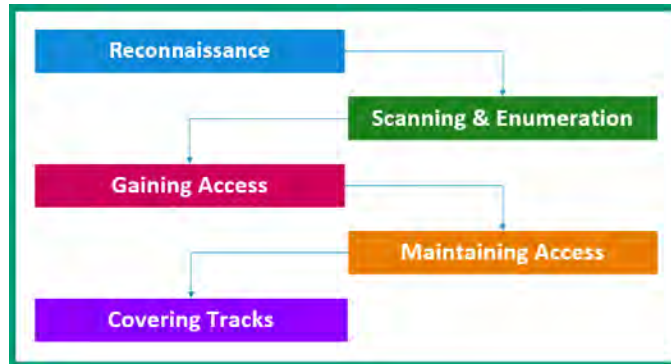 Reconnaissance
Scanning & Enumeration
Gaining Access
Maintaining Access
Covering Tracks